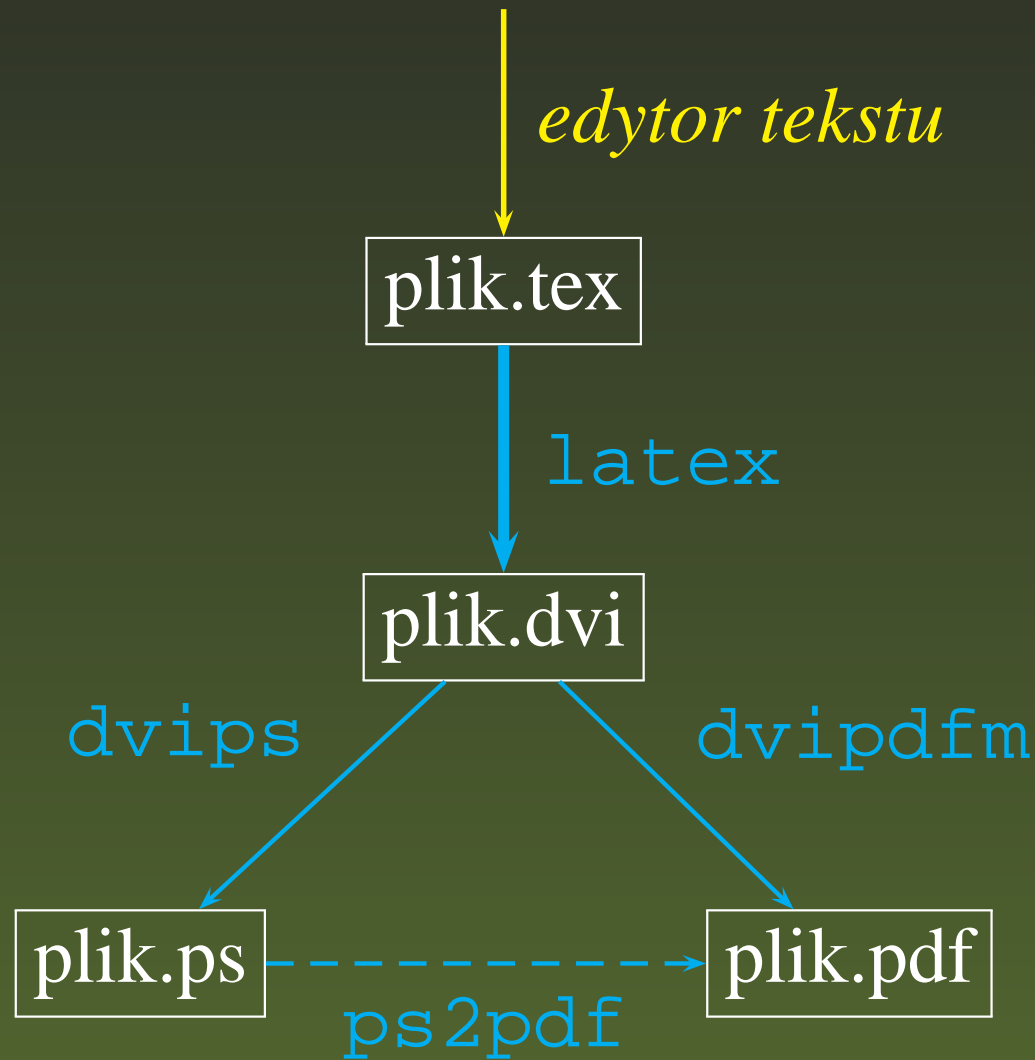 edytor tekstu
plik.tex
latex
plik.dvi
dvips
dvipdfm
plik.ps
plik.pdf
ps2pdf